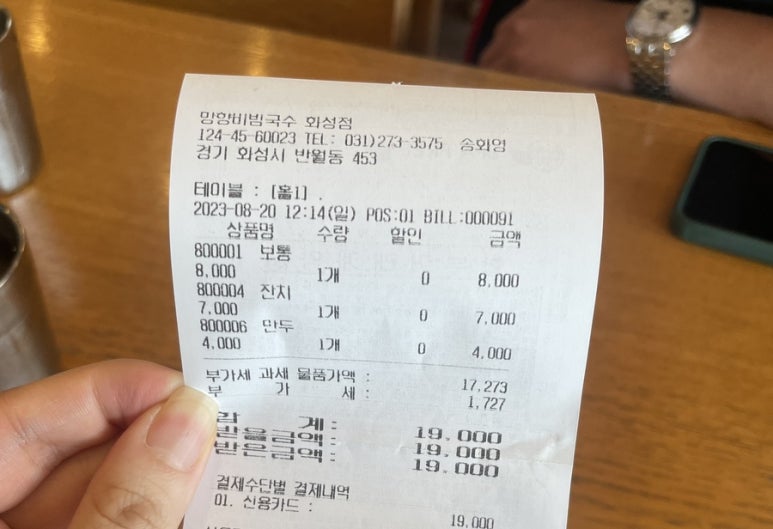 망향비빔국수 화성점
124-45-60023 TEL: 031)273-3575 송화영
경기 화성시 반월동 453
테이블 : [홀1] .
2023-08-20 12:14(일) POS:01 BILL:000091
상품명 수량 할인 금액
800001 보통
8,000 1개 0 8,000
800004 잔치
7,000 1개 0 7,000
800006 만두
4,000 1개 0 4,000
부가세 과세 물품가액 : 17,273
부 가 세 : 1,727
계 : 19,000
받을금액 : 19,000
받은금액 : 19,000
결제수단별 결제내역
01. 신용카드 :
19,000